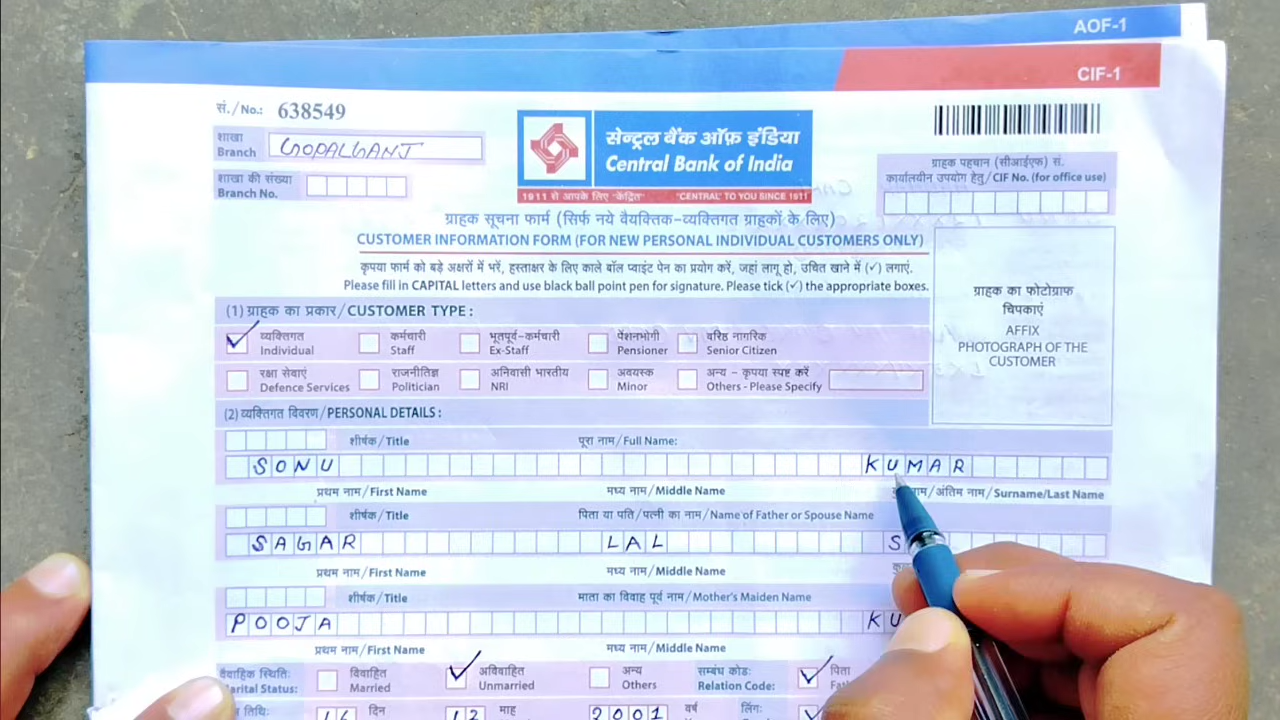 AOF-1
CIF-1
सं./No.: 638549
शाखा
Branch GOPALGANJ
शाखा की संख्या
Branch No.
सेन्ट्रल बैंक ऑफ़ इंडिया
Central Bank of India
1911 से आपके लिए "केंद्रित" "CENTRAL" TO YOU SINCE 1911
ग्राहक पहचान (सीआईएफ) सं.
कार्यालयीन उपयोग हेतु/CIF No. (for office use)
ग्राहक सूचना फार्म (सिर्फ नये वैयक्तिक-व्यक्तिगत ग्राहकों के लिए)
CUSTOMER INFORMATION FORM (FOR NEW PERSONAL INDIVIDUAL CUSTOMERS ONLY)
कृपया फार्म को बड़े अक्षरों में भरें, हस्ताक्षर के लिए काले बॉल प्वाइंट पेन का प्रयोग करें, जहां लागू हो, उचित खाने में (✓) लगाएं.
Please fill in CAPITAL letters and use black ball point pen for signature. Please tick (✓) the appropriate boxes.
ग्राहक का फोटोग्राफ
चिपकाएं
AFFIX
PHOTOGRAPH OF THE
CUSTOMER
(1) ग्राहक का प्रकार/CUSTOMER TYPE:
व्यक्तिगत कर्मचारी भूतपूर्व-कर्मचारी पेंशनभोगी वरिष्ठ नागरिक
Individual Staff Ex-Staff Pensioner Senior Citizen
रक्षा सेवाएं राजनीतिज्ञ अनिवासी भारतीय अवयस्क अन्य - कृपया स्पष्ट करें
Defence Services Politician NRI Minor Others - Please Specify
(2) व्यक्तिगत विवरण/PERSONAL DETAILS:
शीर्षक/Title पूरा नाम/Full Name:
SONU KUMAR
प्रथम नाम/First Name मध्य नाम/Middle Name नाम/अंतिम नाम/Surname/Last Name
शीर्षक/Title पिता या पति/पत्नी का नाम/Name of Father or Spouse Name
SAGAR LAL S
प्रथम नाम/First Name मध्य नाम/Middle Name
शीर्षक/Title माता का विवाह पूर्व नाम/Mother's Maiden Name
POOJA KU
प्रथम नाम/First Name मध्य नाम/Middle Name
वैवाहिक स्थिति: विवाहित अविवाहित अन्य सम्बंध कोड: पिता
Marital Status: Married Unmarried Others Relation Code: Fat
तिथि: 16 दिन 12 माह 2001 वर्ष लिंग: